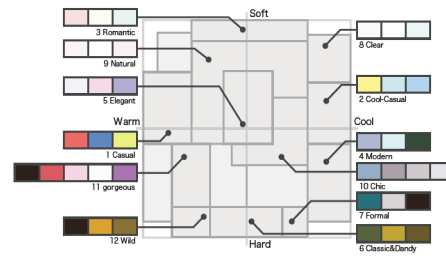 Soft
3 Romantic
8 Clear
9 Natural
5 Elegant
2 Cool-Casual
Warm
Cool
1 Casual
4 Modern
11 gorgeous
10 Chic
7 Formal
12 Wild
Hard
6 Classic&Dandy